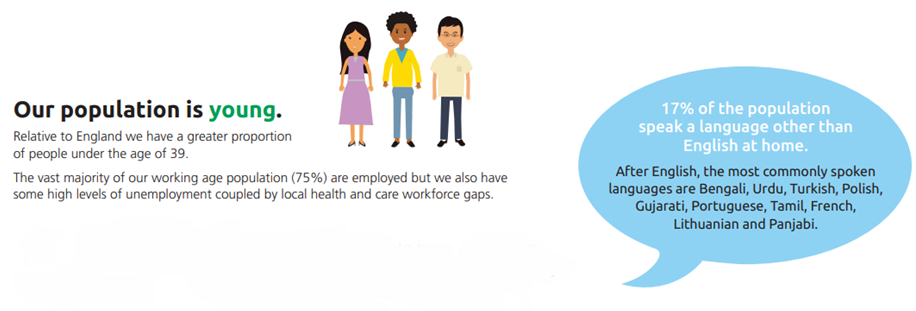 Our population is young.
Relative to England we have a greater proportion
of people under the age of 39.
The vast majority of our working age population (75%) are employed but we also have
some high levels of unemployment coupled by local health and care workforce gaps.
17% of the population
speak a language other than
English at home.
After English, the most commonly spoken
languages are Bengali, Urdu, Turkish, Polish,
Gujarati, Portuguese, Tamil, French,
Lithuanian and Panjabi.